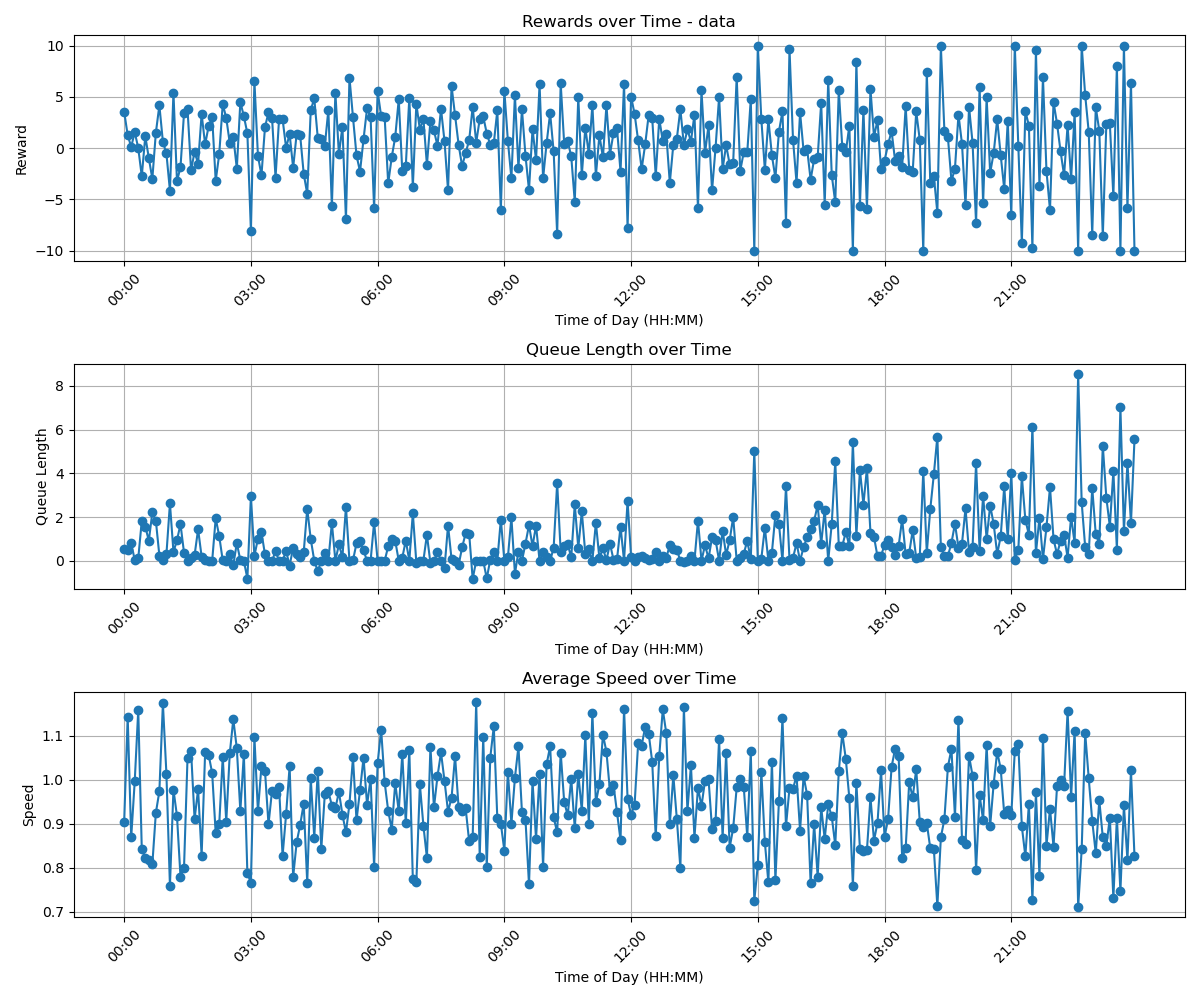 Rewards over Time - data
10
5
0
−5
−10
Reward
00:00 03:00 06:00 09:00 12:00 15:00 18:00 21:00
Time of Day (HH:MM)
Queue Length over Time
8
6
4
2
0
Queue Length
00:00 03:00 06:00 09:00 12:00 15:00 18:00 21:00
Time of Day (HH:MM)
Average Speed over Time
1.1
1.0
0.9
0.8
0.7
Speed
00:00 03:00 06:00 09:00 12:00 15:00 18:00 21:00
Time of Day (HH:MM)